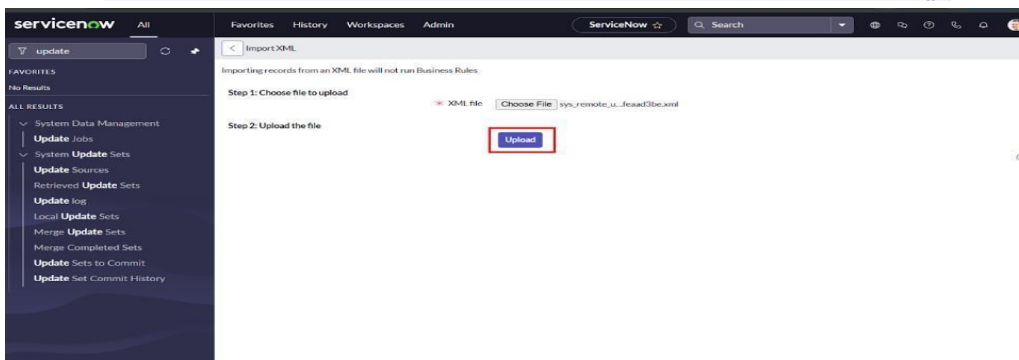 servicenow All Favorites History Workspaces Admin ServiceNow ☆ Search
update
Import XML
FAVORITES
No Results
ALL RESULTS
System Data Management
Update Jobs
System Update Sets
Update Sources
Retrieved Update Sets
Update log
Local Update Sets
Merge Update Sets
Merge Completed Sets
Update Sets to Commit
Update Set Commit History
Importing records from an XML file will not run Business Rules
Step 1: Choose file to upload
XML file Choose File sys_remote_u...feaad3be.xml
Step 2: Upload the file
Upload